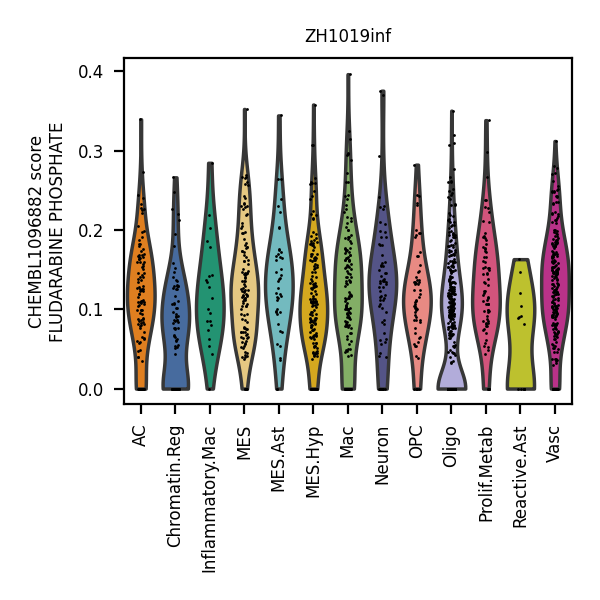 ZH1019inf
CHEMBL1096882 score
FLUDARABINE PHOSPHATE
0.4
0.3
0.2
0.1
0.0
AC
Chromatin.Reg
Inflammatory.Mac
MES
MES.Ast
MES.Hyp
Mac
Neuron
OPC
Oligo
Prolif.Metab
Reactive.Ast
Vasc